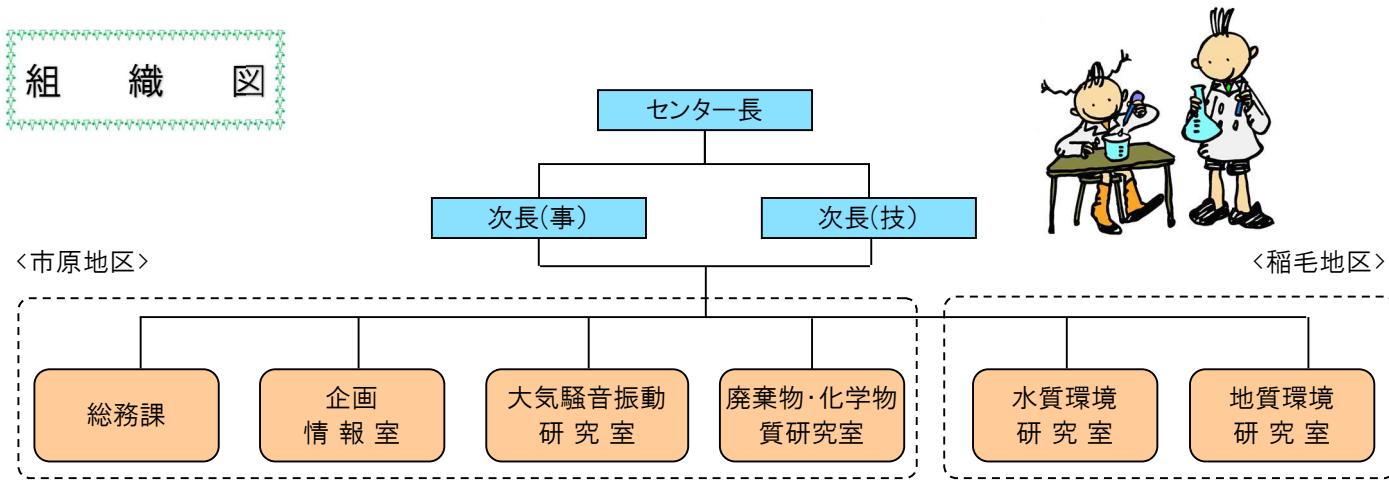 組　織　図
センター長
次長(事)
次長(技)
<市原地区>
<稲毛地区>
総務課
企画
情 報 室
大気騒音振動
研 究 室
廃棄物・化学物
質研究室
水質環境
研 究 室
地質環境
研 究 室